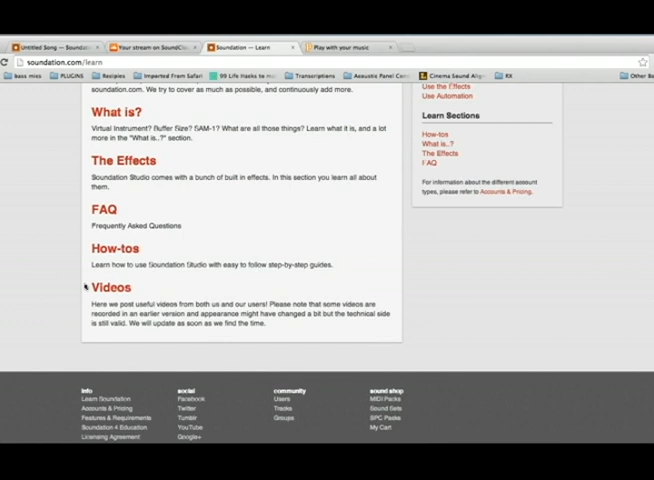 Untitled Song — Soundatio
Your stream on SoundClou
Soundation — Learn
Play with your music
soundation.com/learn
bass mics
PLUGINS
Recipies
Imported From Safari
99 Life Hacks to m
Transcriptions
Acaustic Panel Com
Cinema Sound Alig
RX
Other Bo
soundation.com. We try to cover as much as possible, and continuously add more.
What is?
Virtual Instrument? Buffer Size? SAM-1? What are all those things? Learn what it is, and a lot
more in the "What is..?" section.
The Effects
Soundation Studio comes with a bunch of built in effects. In this section you learn all about
them.
FAQ
Frequently Asked Questions
How-tos
Learn how to use Soundation Studio with easy to follow step-by-step guides.
Videos
Here we post useful videos from both us and our users! Please note that some videos are
recorded in an earlier version and appearance might have changed a bit but the technical side
is still valid. We will update as soon as we find the time.
Use the Effects
Use Automation
Learn Sections
How-tos
What is..?
The Effects
FAQ
For information about the different account
types, please refer to Accounts & Pricing.
info
Learn Soundation
Accounts & Pricing
Features & Requirements
Soundation 4 Education
Licensing Agreement
social
Facebook
Twitter
Tumblr
YouTube
Google+
community
Users
Tracks
Groups
sound shop
MIDI Packs
Sound Sets
SPC Packs
My Cart